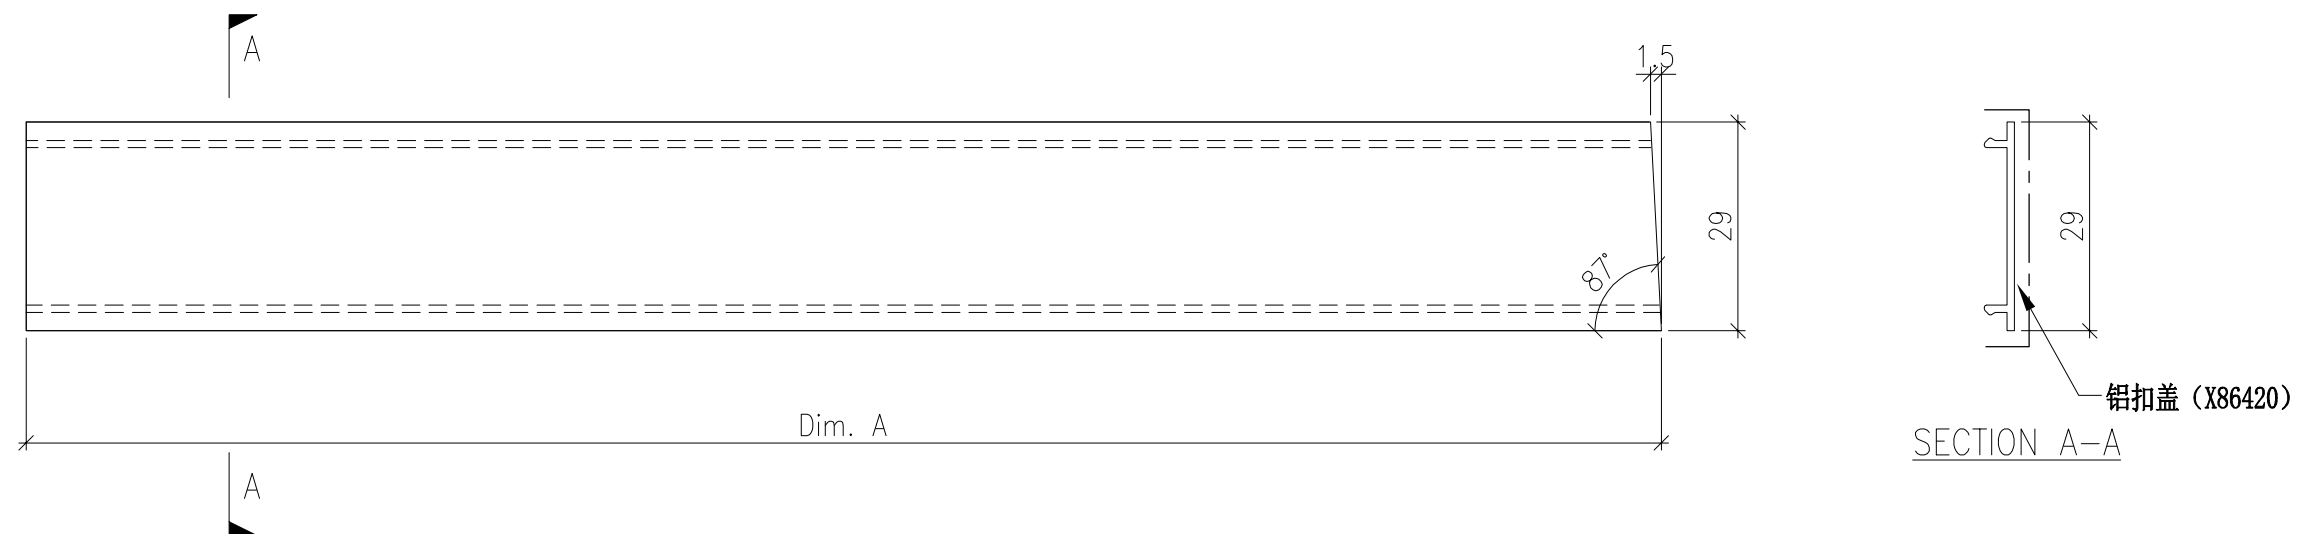 A
1.5
29
87°
Dim. A
A
29
铝扣盖（X86420）
SECTION A-A